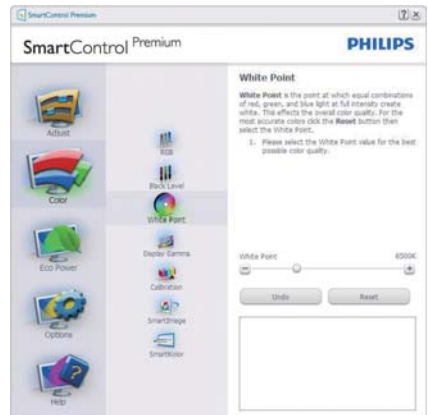 SmartControl Premium
SmartControl Premium
PHILIPS
Adjust
Color
Eco Power
Options
Help
RGB
Black Level
White Point
Display Gamma
Calibration
SmartImage
SmartKolor
White Point
White Point is the point at which equal combinations
of red, green, and blue light at full intensity create
white. This effects the overall color quality. For the
most accurate colors click the Reset button then
select the White Point.
1. Please select the White Point value for the best
possible color quality.
White Point 6500K
Undo Reset